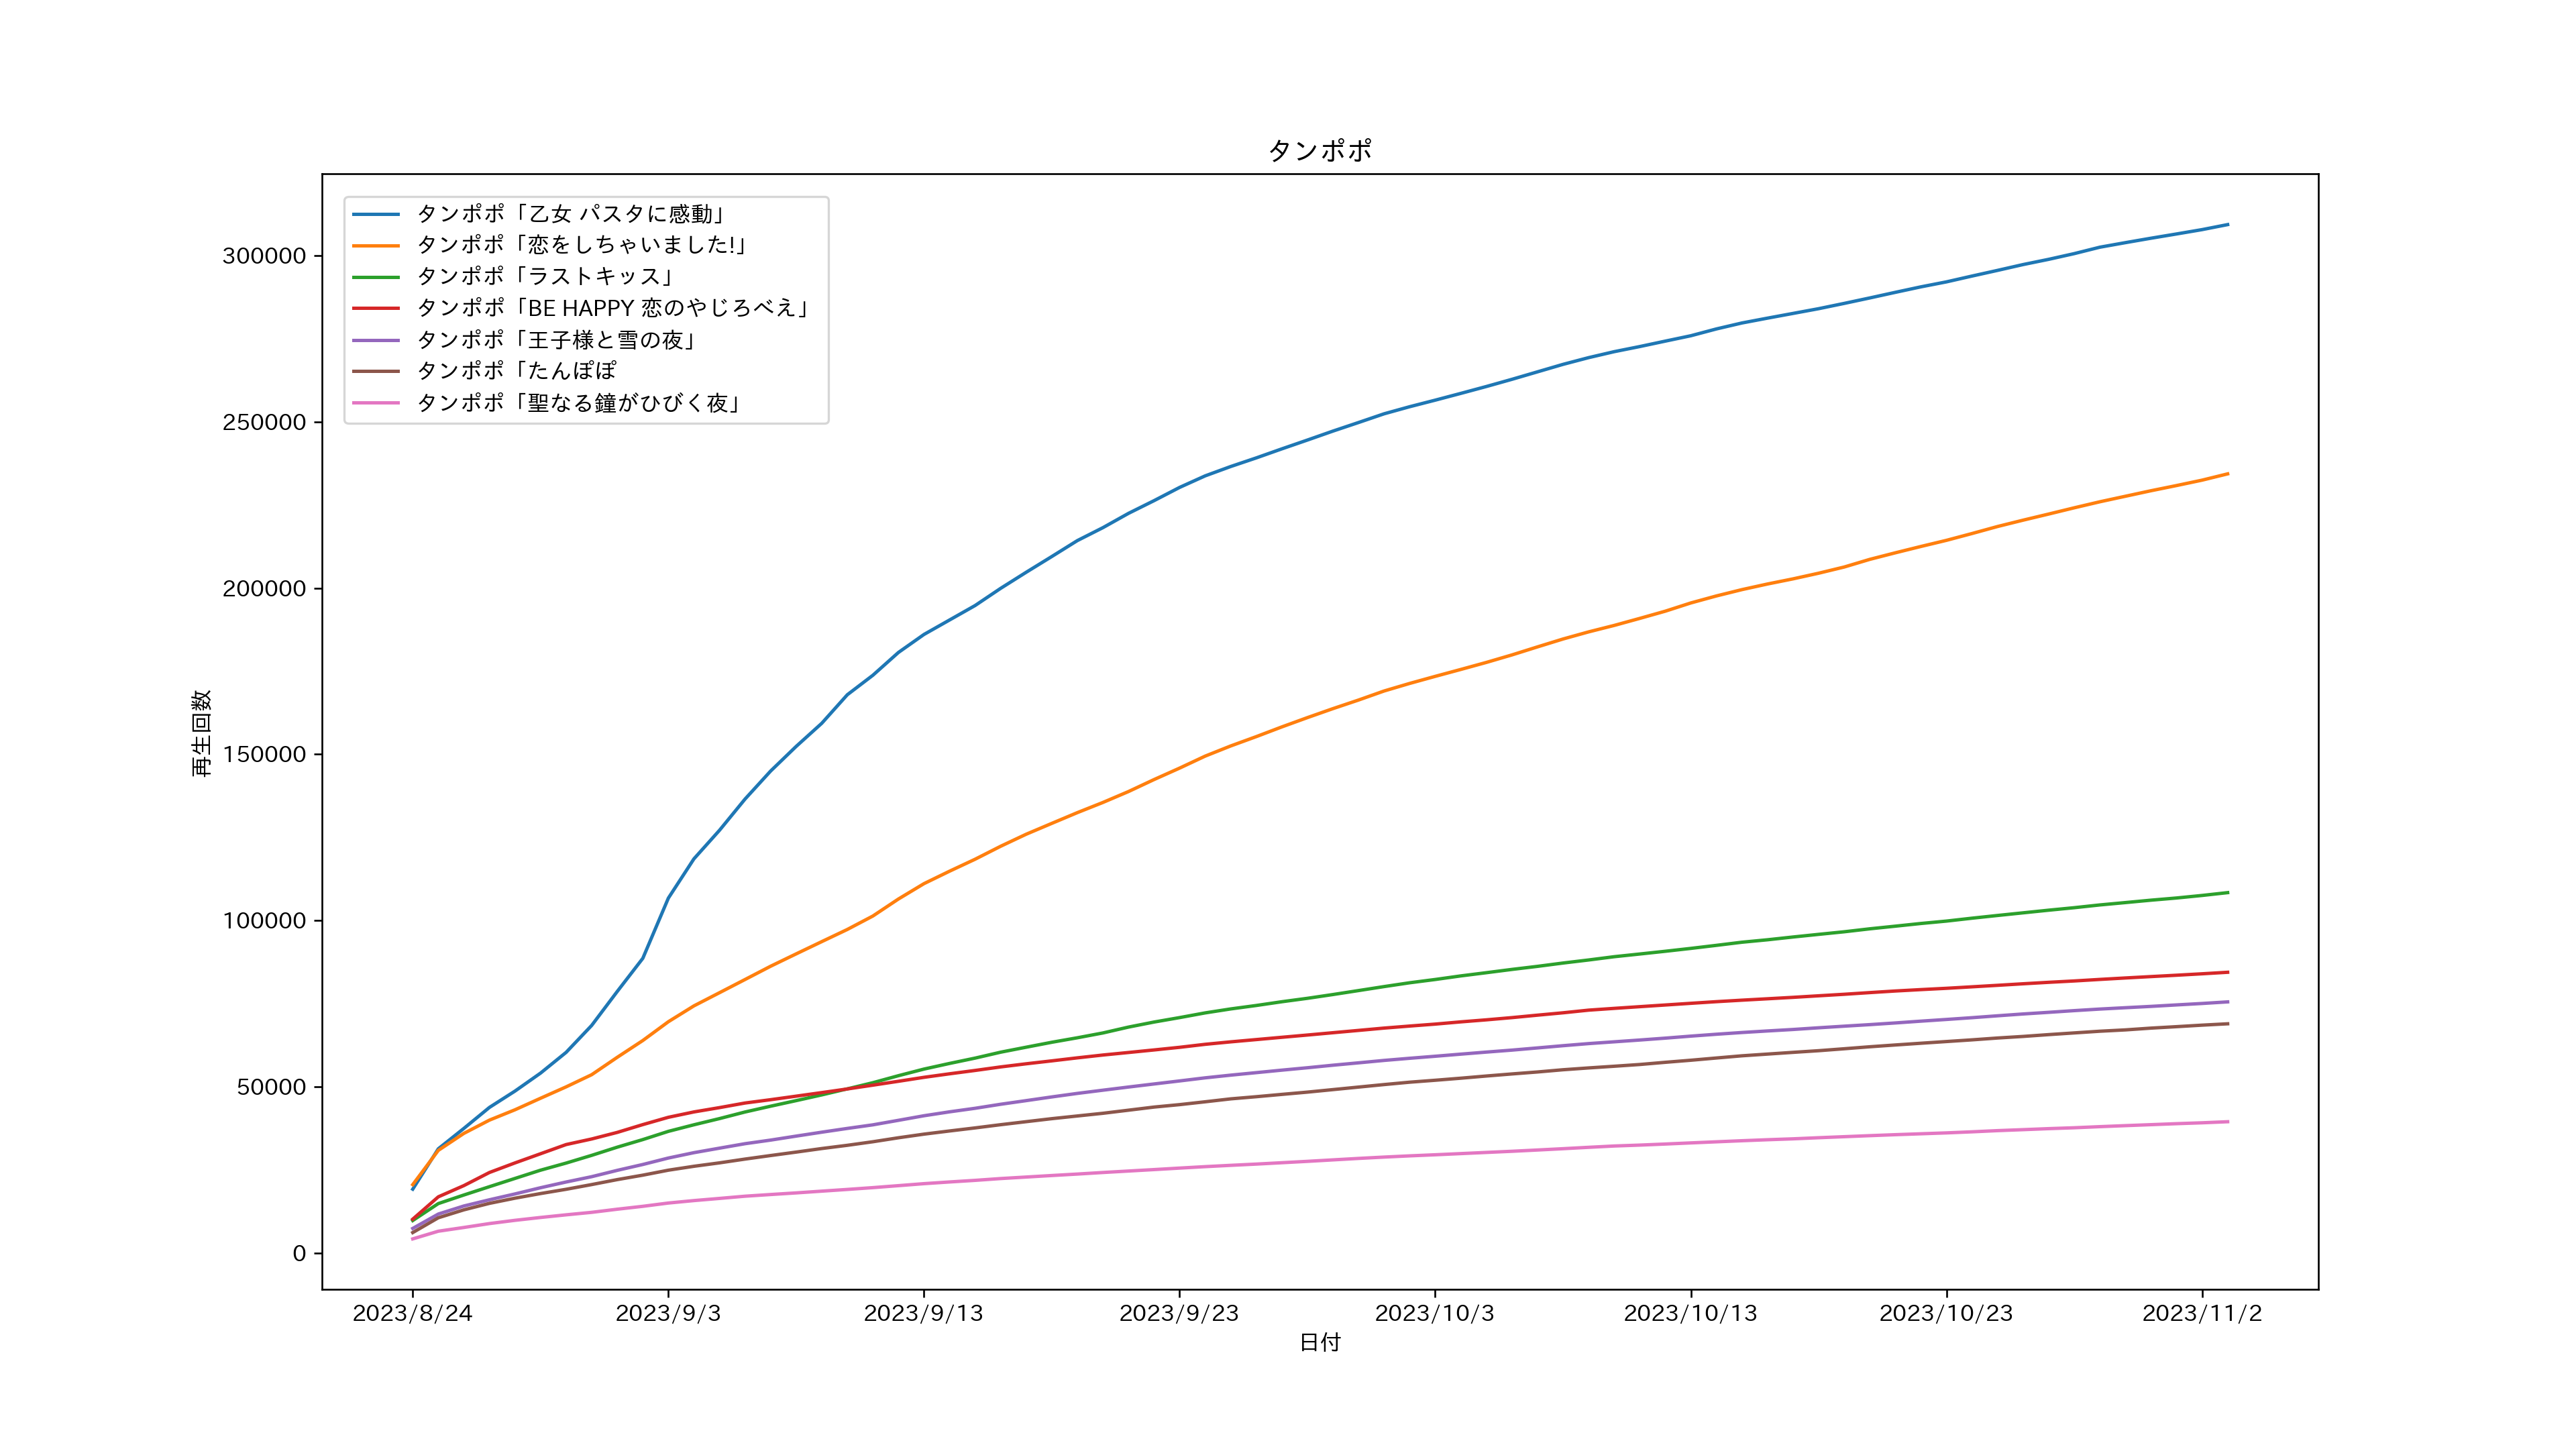 タンポポ
タンポポ「乙女 パスタに感動」
タンポポ「恋をしちゃいました!」
タンポポ「ラストキッス」
タンポポ「BE HAPPY 恋のやじろべえ」
タンポポ「王子様と雪の夜」
タンポポ「たんぽぽ
タンポポ「聖なる鐘がひびく夜」
再生回数
300000
250000
200000
150000
100000
50000
0
2023/8/24 2023/9/3 2023/9/13 2023/9/23 2023/10/3 2023/10/13 2023/10/23 2023/11/2
日付